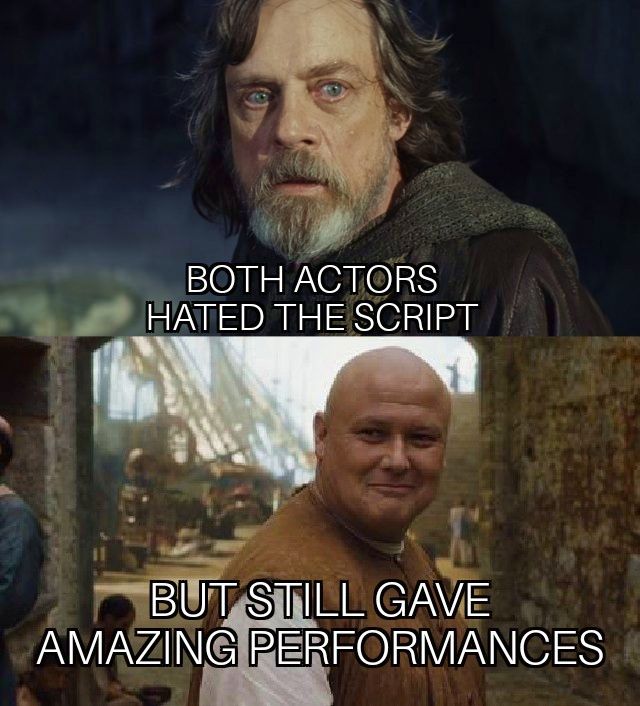 BOTH ACTORS
HATED THE SCRIPT
BUT STILL GAVE
AMAZING PERFORMANCES